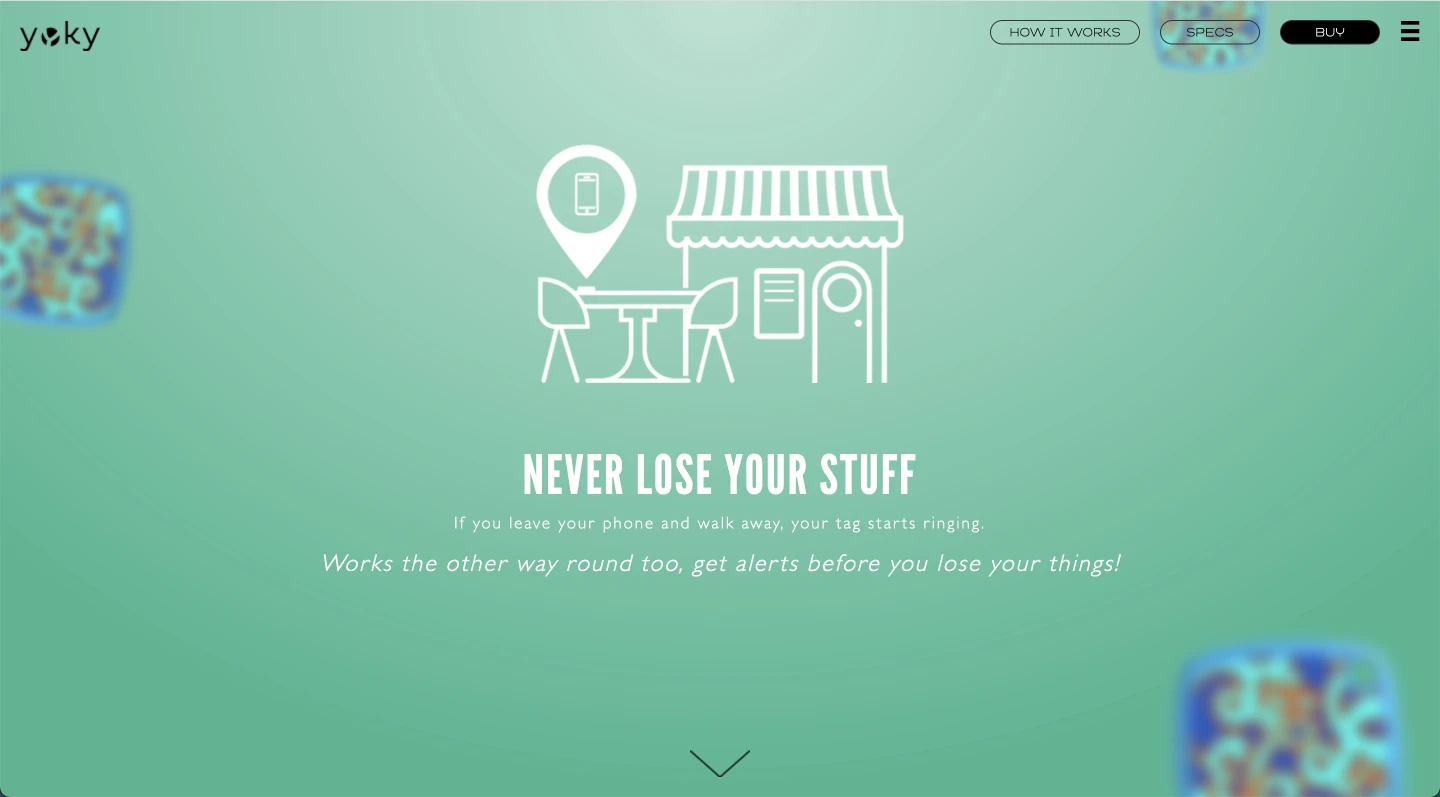 yoky
HOW IT WORKS
SPECS
BUY
NEVER LOSE YOUR STUFF
If you leave your phone and walk away, your tag starts ringing.
Works the other way round too, get alerts before you lose your things!